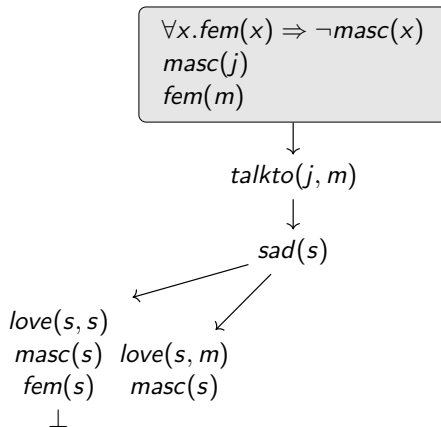 ∀x.fem(x) ⇒ ¬masc(x)
masc(j)
fem(m)
talkto(j, m)
sad(s)
love(s, s)
masc(s) love(s, m)
fem(s) masc(s)
⊥